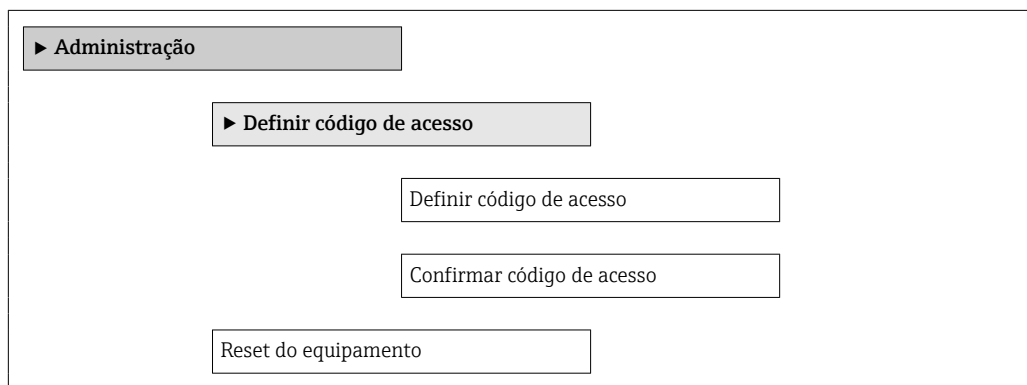 ▶ Administração
▶ Definir código de acesso
Definir código de acesso
Confirmar código de acesso
Reset do equipamento